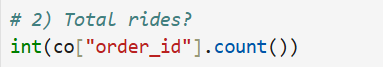 # 2) Total rides?
int(co["order_id"].count())